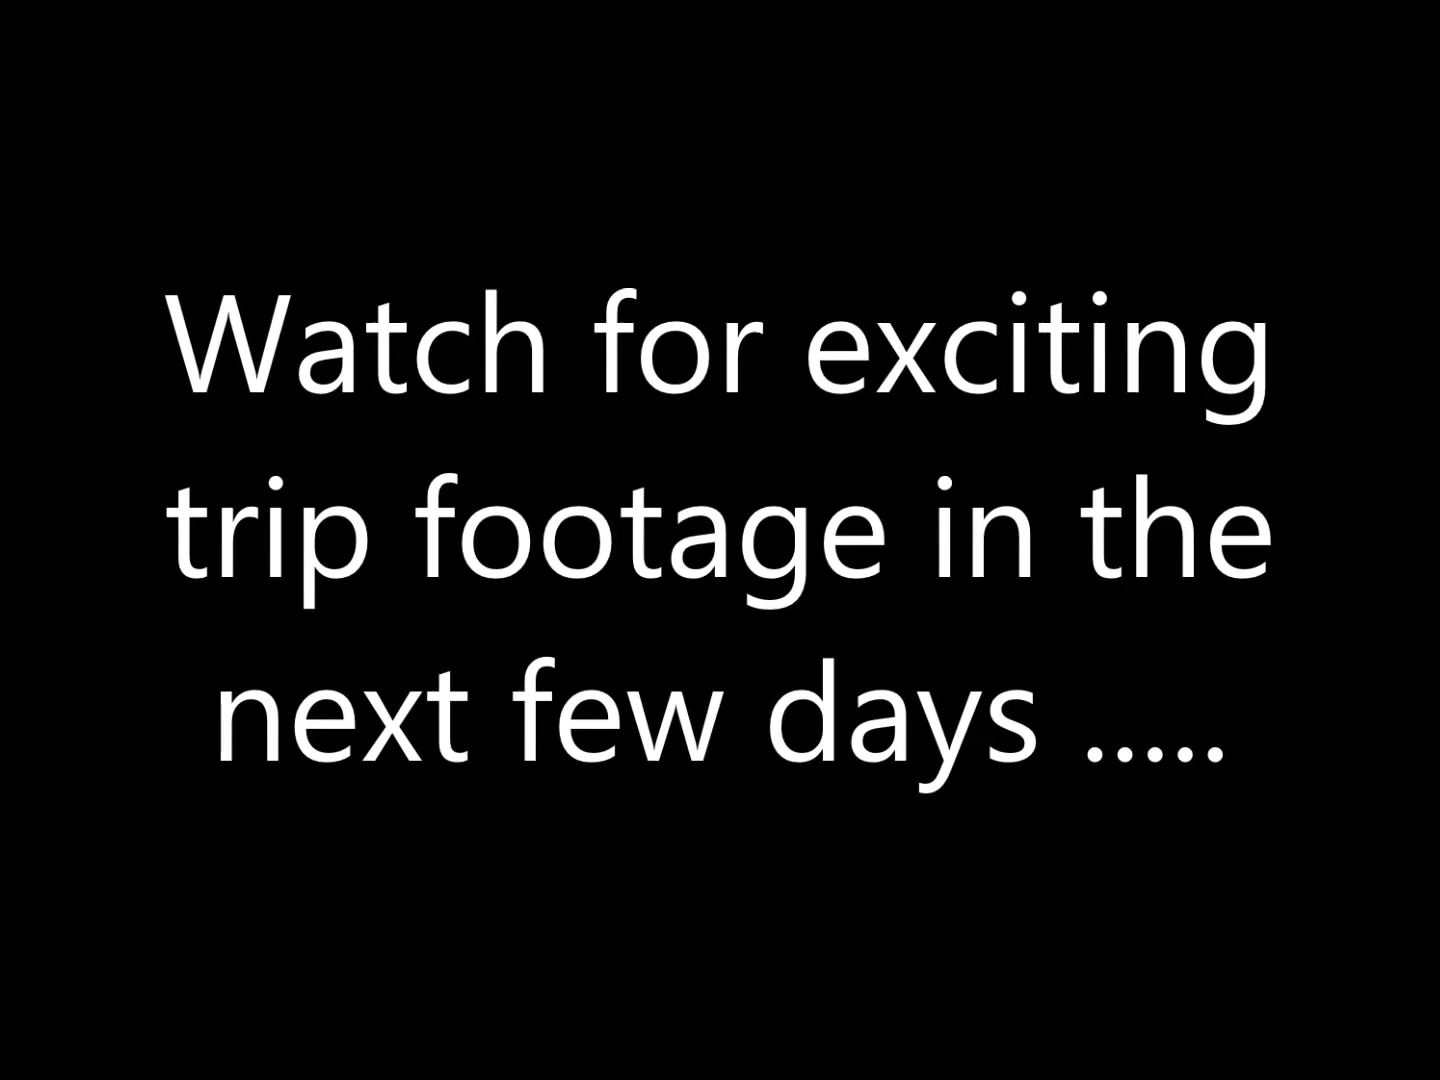 Watch for exciting
trip footage in the
next few days .....